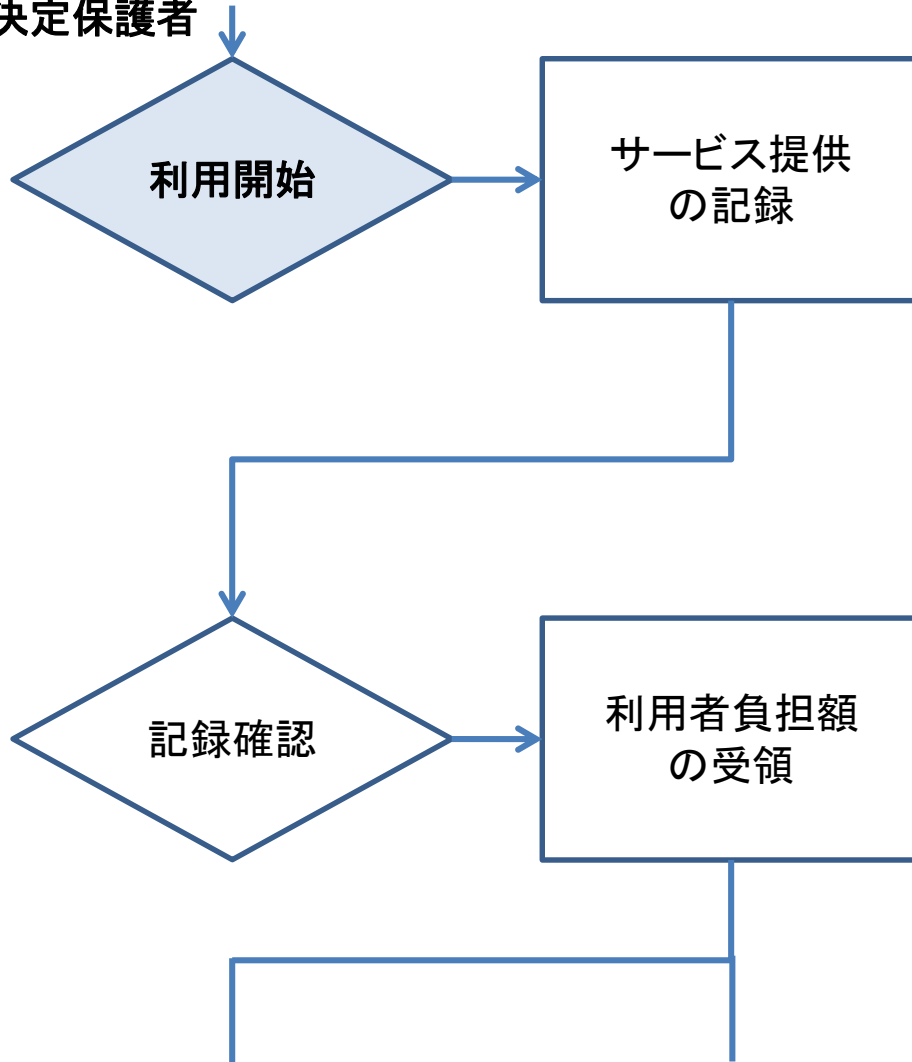 決定保護者
利用開始
サービス提供
の記録
記録確認
利用者負担額
の受領